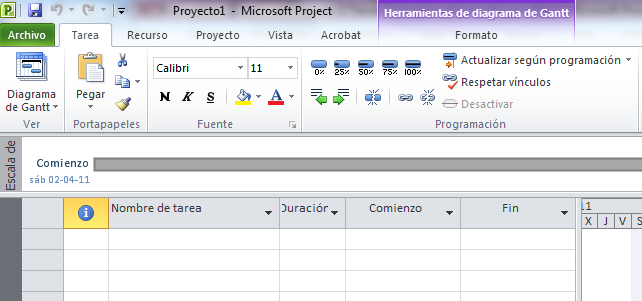 Proyecto1 - Microsoft Project
Herramientas de diagrama de Gantt
Archivo Tarea Recurso Proyecto Vista Acrobat Formato
Diagrama de Gantt
Ver
Pegar
Portapapeles
Calibri 11
N K S A
Fuente
0% 25% 50% 75% 100%
Actualizar según programación
Respetar vínculos
Desactivar
Programación
Escala de
Comienzo
sáb 02-04-11
Nombre de tarea Duración Comienzo Fin
11
X J V S